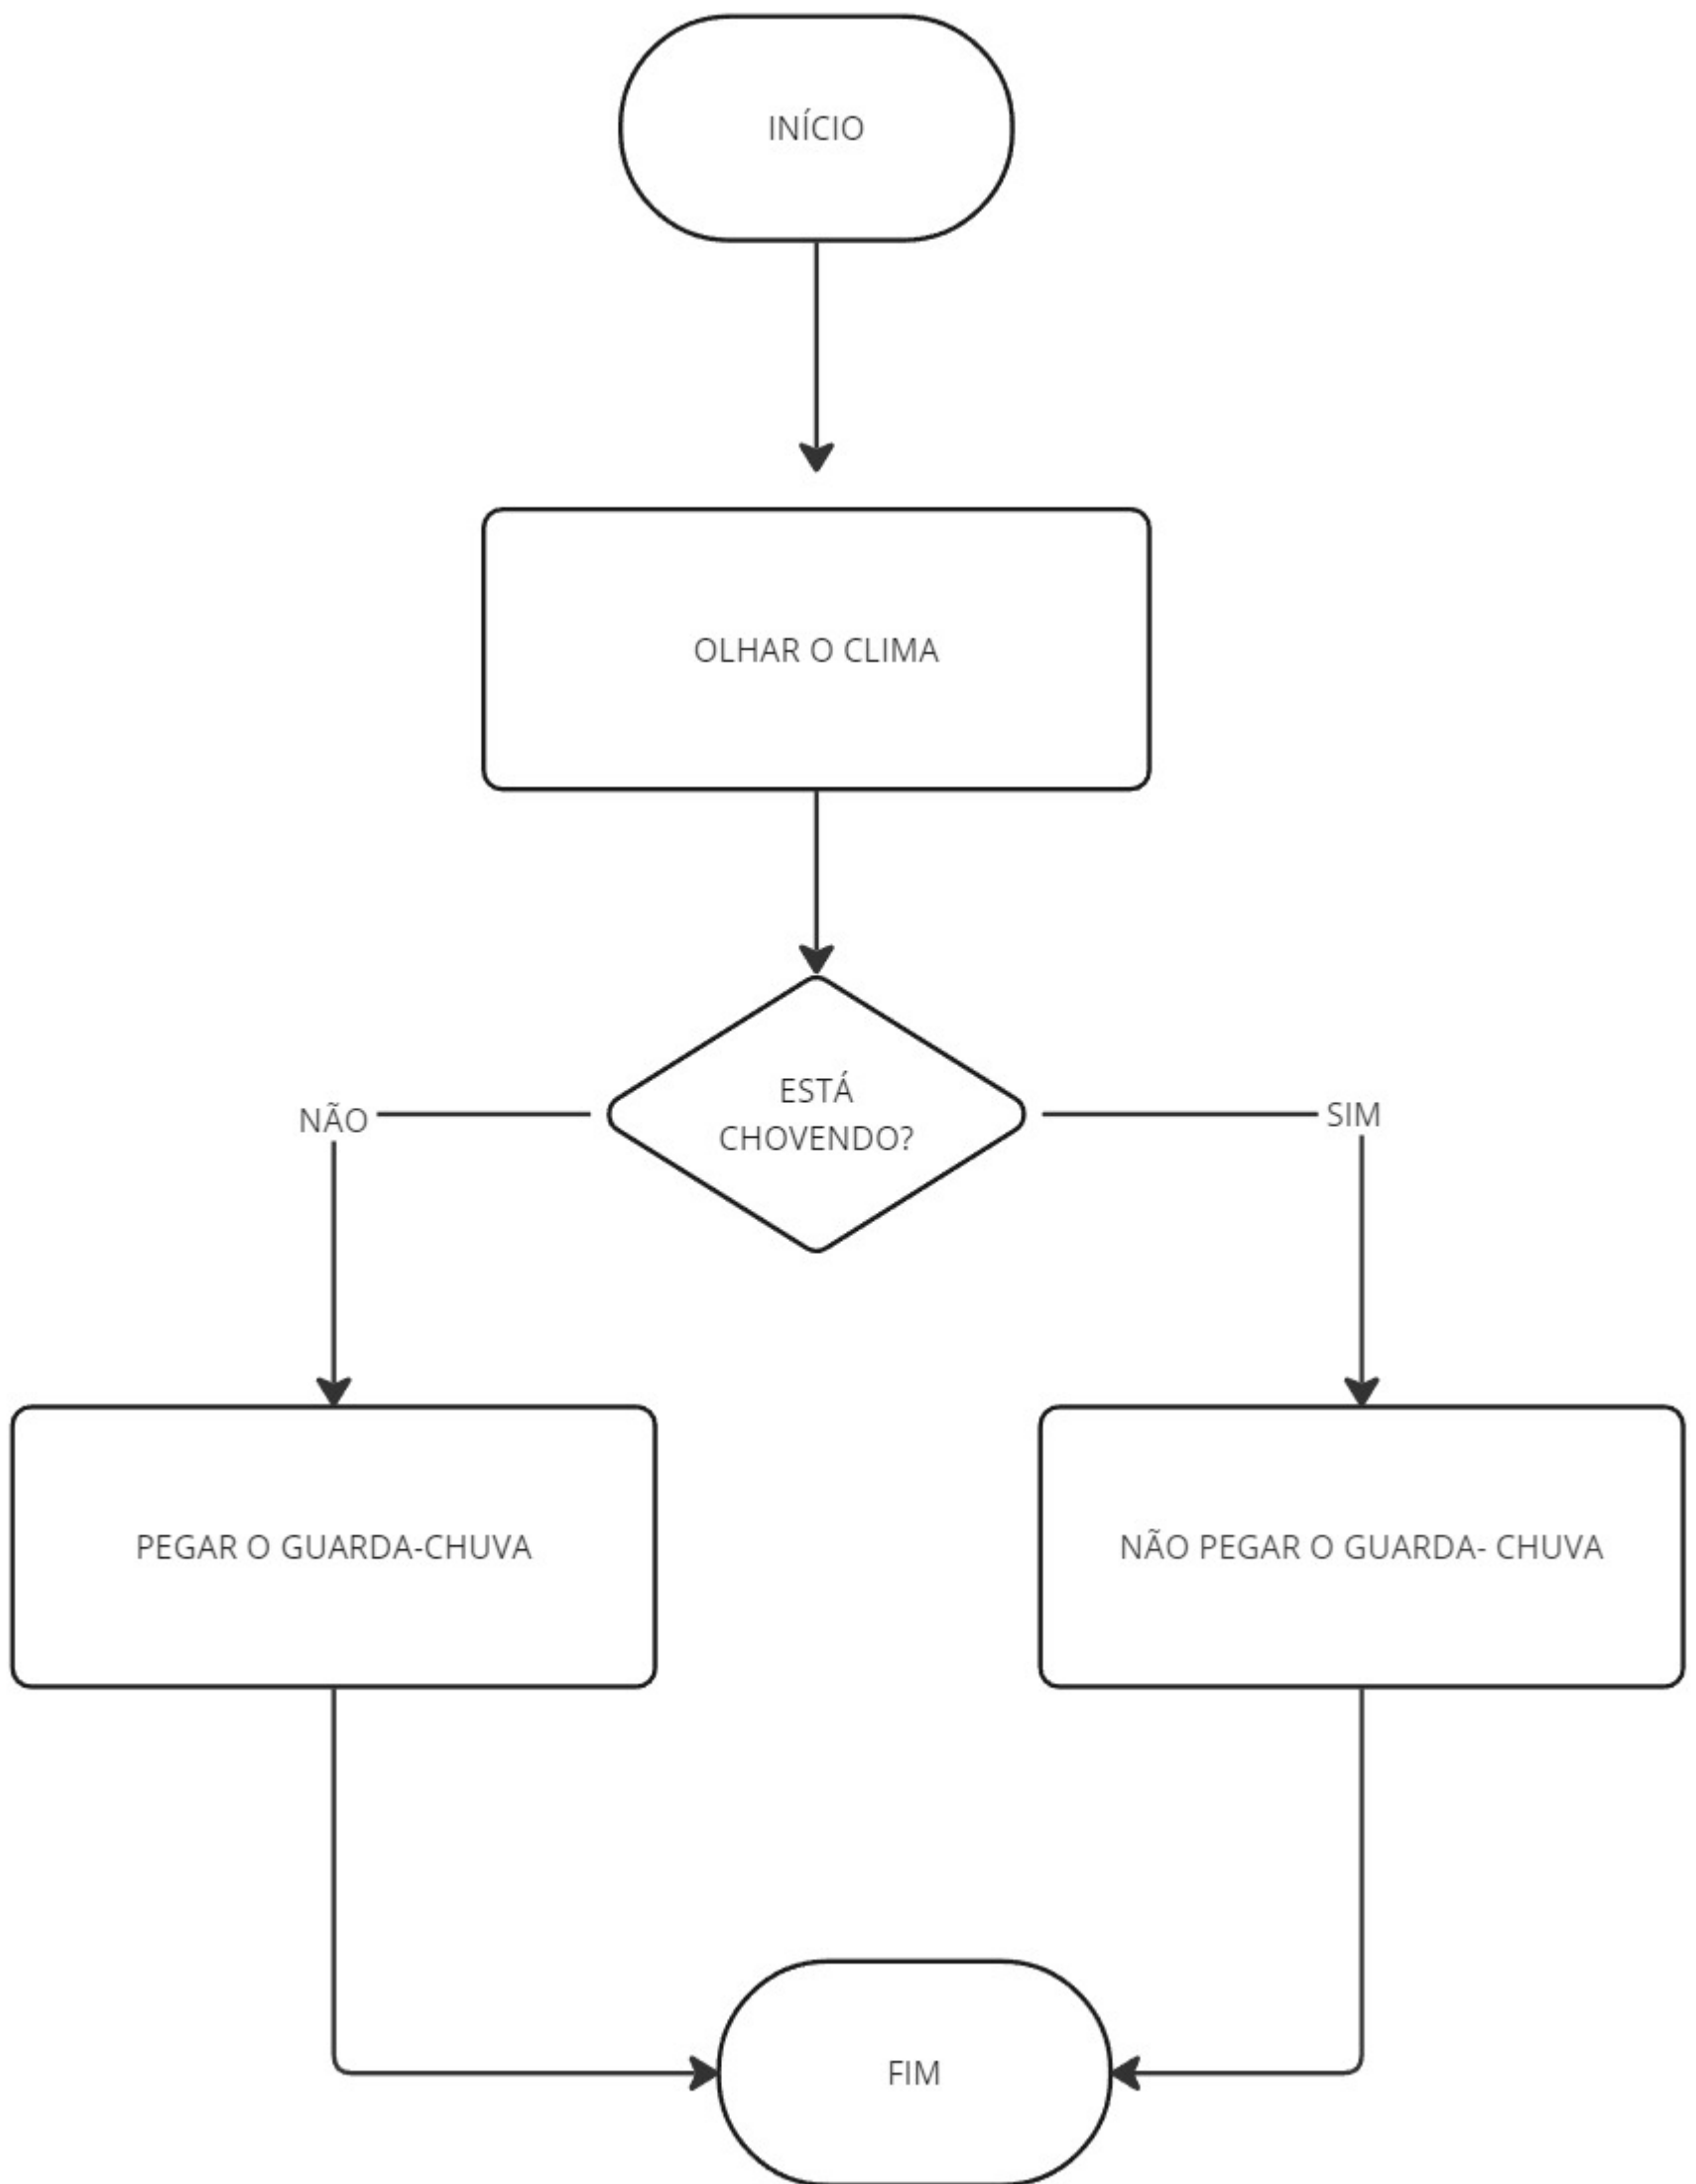 INÍCIO
OLHAR O CLIMA
ESTÁ
CHOVENDO?
NÃO
SIM
PEGAR O GUARDA-CHUVA
NÃO PEGAR O GUARDA- CHUVA
FIM